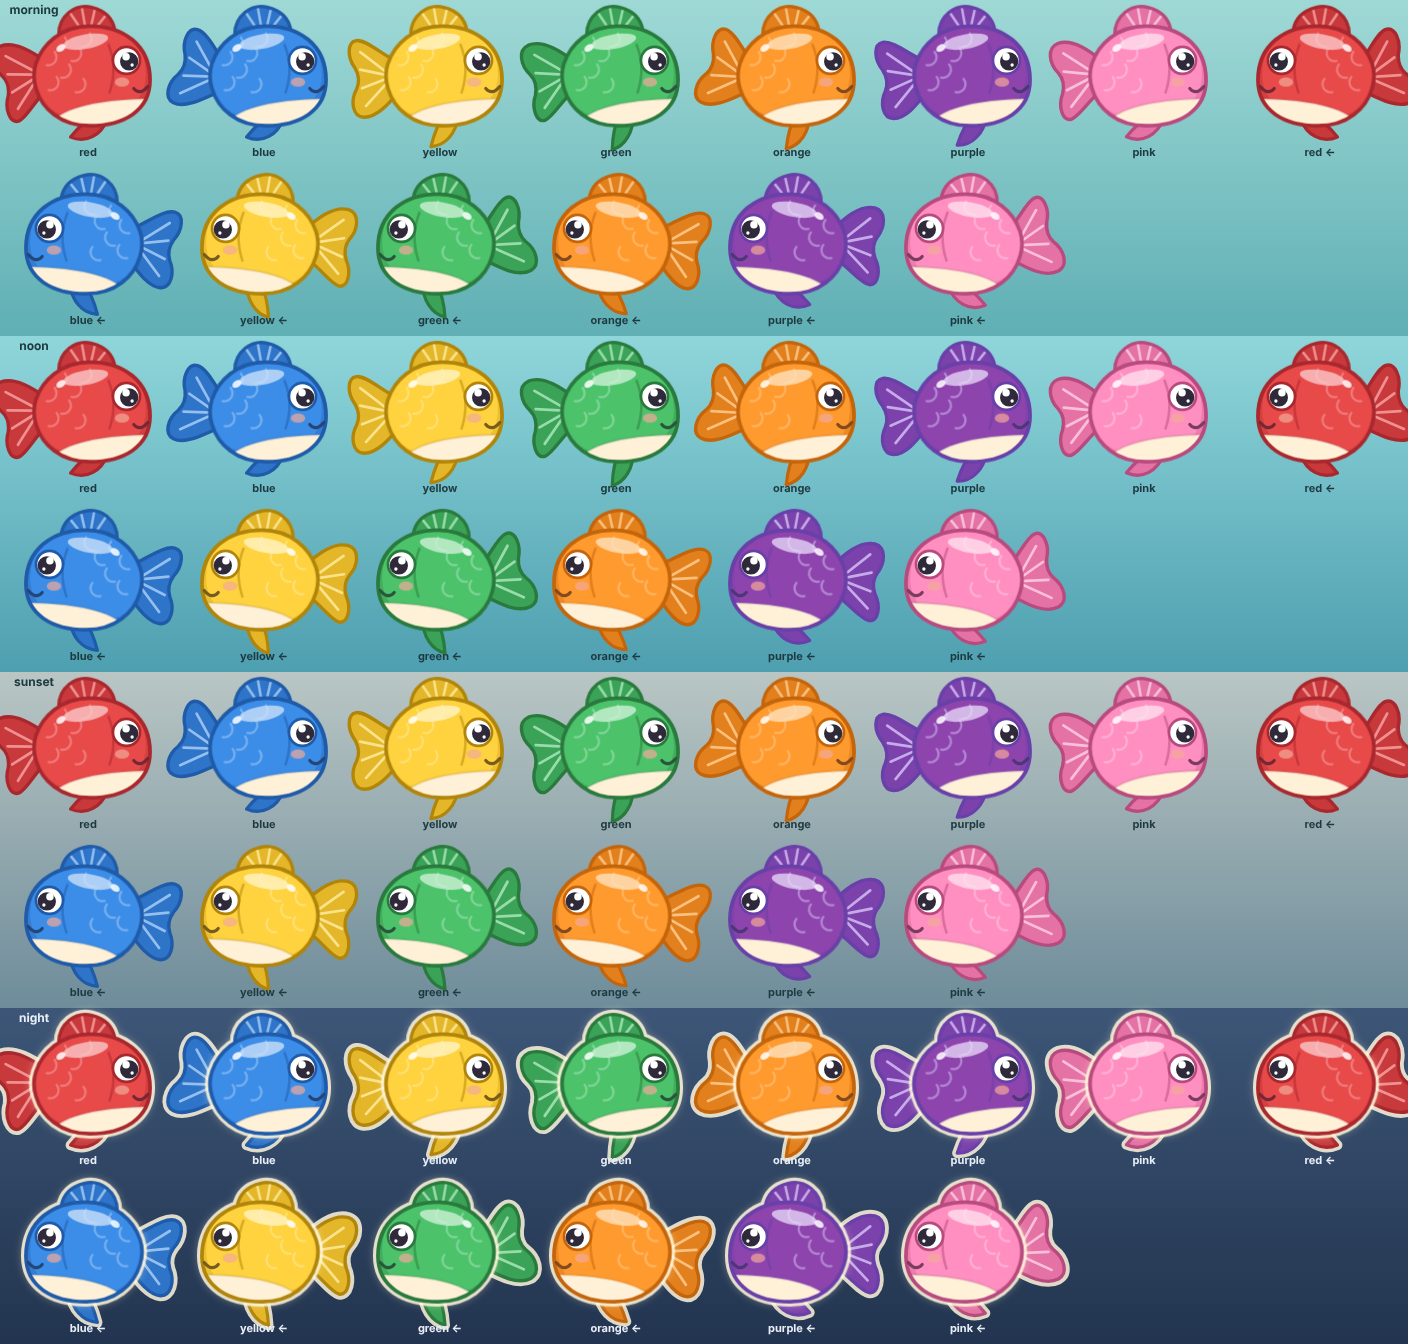 morning
red
blue
yellow
green
orange
purple
pink
red ←
blue ←
yellow ←
green ←
orange ←
purple ←
pink ←
noon
red
blue
yellow
green
orange
purple
pink
red ←
blue ←
yellow ←
green ←
orange ←
purple ←
pink ←
sunset
red
blue
yellow
green
orange
purple
pink
red ←
blue ←
yellow ←
green ←
orange ←
purple ←
pink ←
night
red
blue
yellow
green
orange
purple
pink
red ←
blue ←
yellow ←
green ←
orange ←
purple ←
pink ←